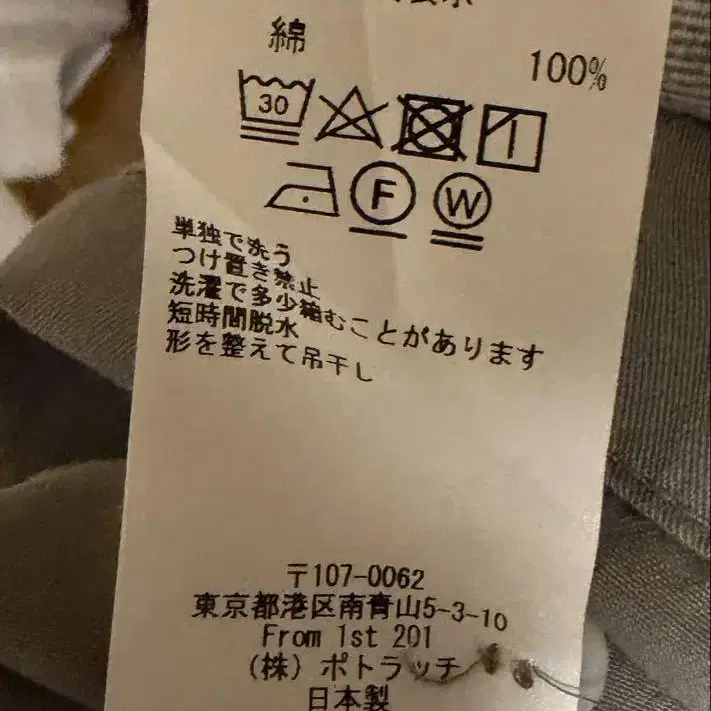 綿
100%
30
F W
単独で洗う
つけ置き禁止
洗濯で多少縮むことがあります
短時間脱水
形を整えて吊干し
〒107-0062
東京都港区南青山5-3-10
From 1st 201
(株) ポトラッチ
日本製